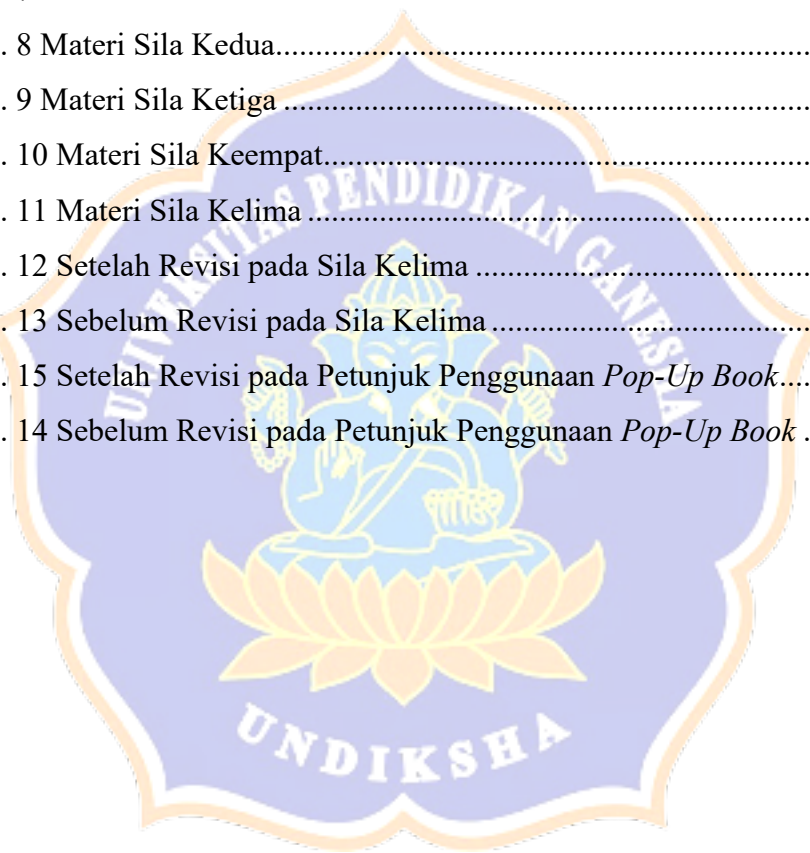 . 8 Materi Sila Kedua..............................................................................
. 9 Materi Sila Ketiga .............................................................................
. 10 Materi Sila Keempat.......................................................................
. 11 Materi Sila Kelima .........................................................................
. 12 Setelah Revisi pada Sila Kelima ..................................................
. 13 Sebelum Revisi pada Sila Kelima ................................................
. 15 Setelah Revisi pada Petunjuk Penggunaan Pop-Up Book....
. 14 Sebelum Revisi pada Petunjuk Penggunaan Pop-Up Book .
UNIVERSITAS PENDIDIKAN GANESHA
UNDIKSHA